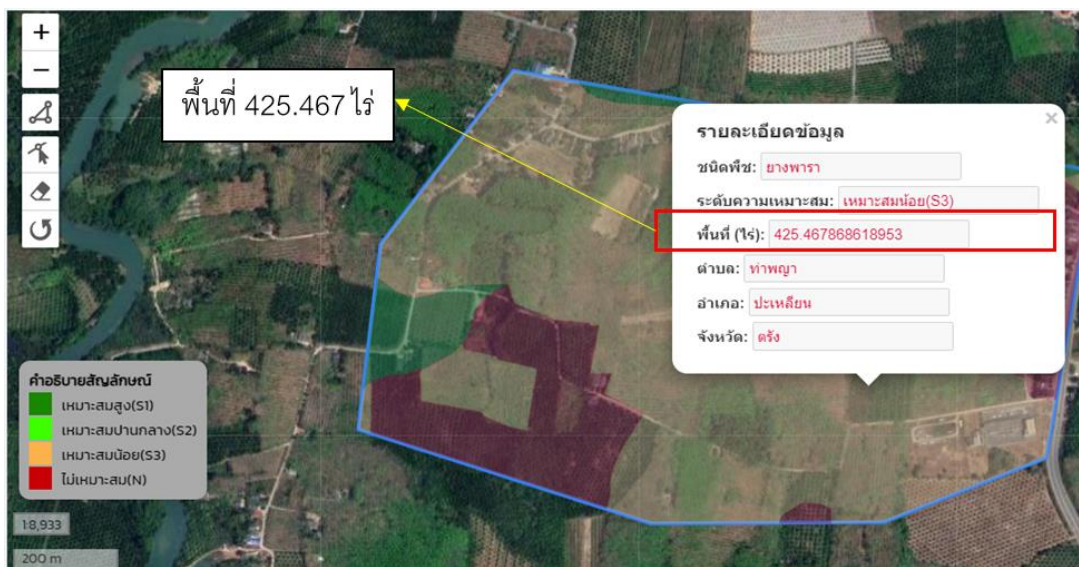 +
−
พื้นที่ 425.467 ไร่
รายละเอียดข้อมูล
×
ชนิดพืช: ยางพารา
ระดับความเหมาะสม: เหมาะสมน้อย(S3)
พื้นที่ (ไร่): 425.467868618953
ตำบล: ท่าพญา
อำเภอ: ปะเหลียน
จังหวัด: ตรัง
คำอธิบายสัญลักษณ์
เหมาะสมสูง(S1)
เหมาะสมปานกลาง(S2)
เหมาะสมน้อย(S3)
ไม่เหมาะสม(N)
1:8,933
200 m